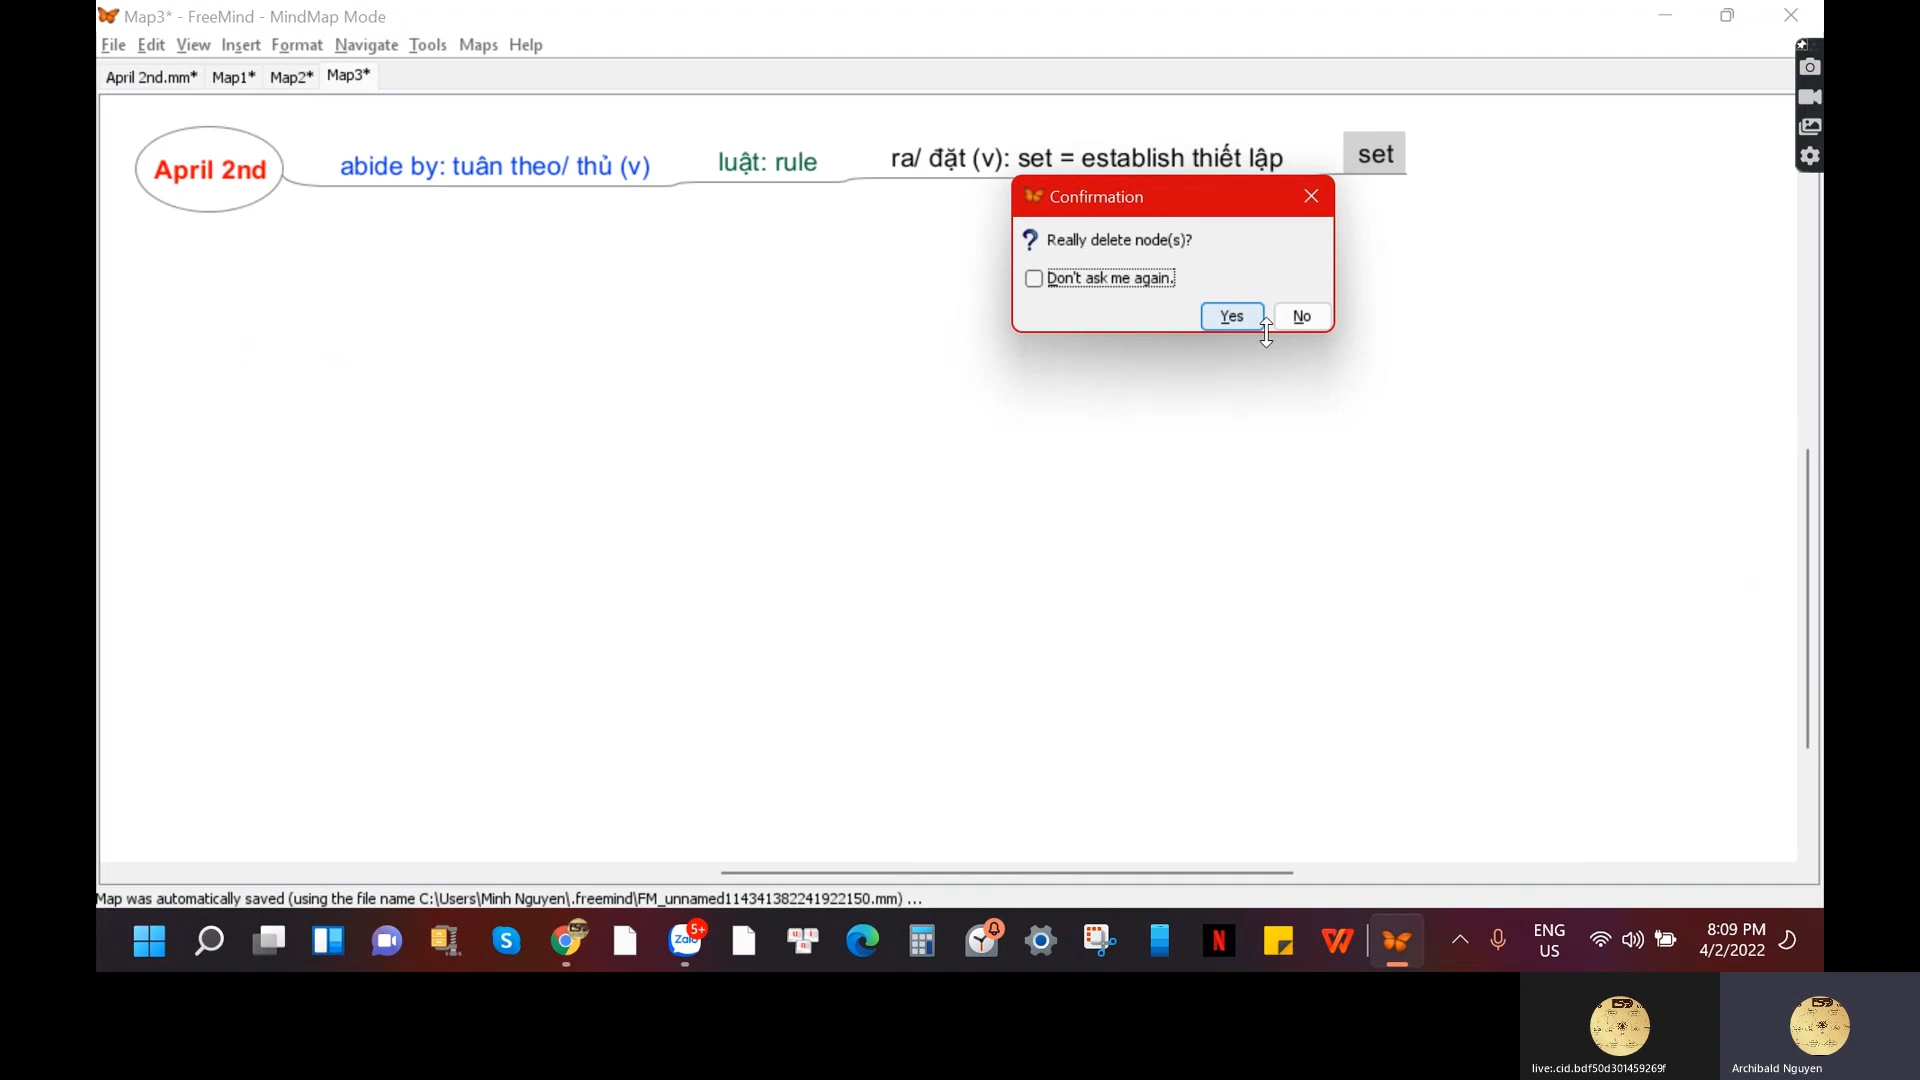 Map3* - FreeMind - MindMap Mode
File Edit View Insert Format Navigate Tools Maps Help
April 2nd.mm* Map1* Map2* Map3*
April 2nd
abide by: tuân theo/ thủ (v)
luật: rule
ra/ đặt (v): set = establish thiết lập
set
Confirmation
Really delete node(s)?
Don't ask me again.
Yes No
Map was automatically saved (using the file name C:\Users\Minh Nguyen\.freemind\FM_unnamed114341382241922150.mm) ...
Zalo 5+
ENG
US
8:09 PM
4/2/2022
live:.cid.bdf50d301459269f
Archibald Nguyen